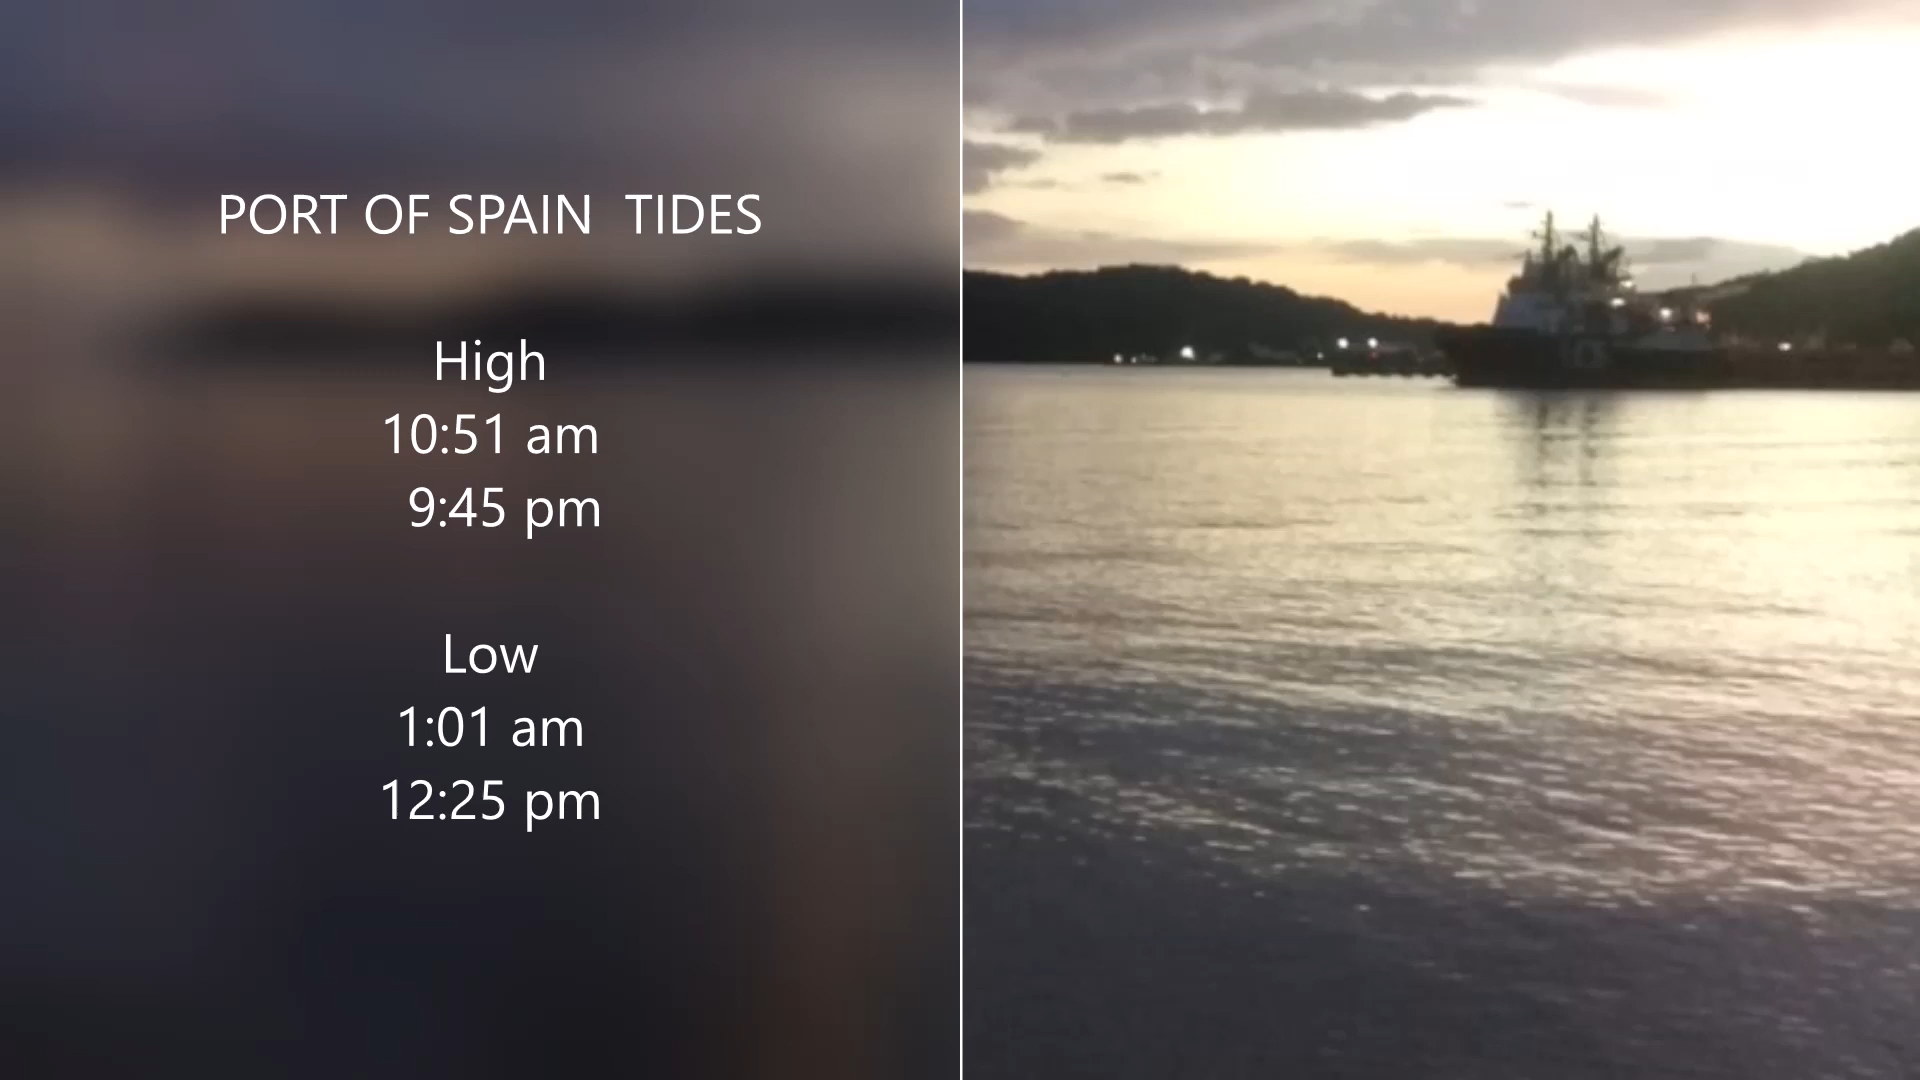 PORT OF SPAIN  TIDES
High
10:51 am
9:45 pm
Low
1:01 am
12:25 pm